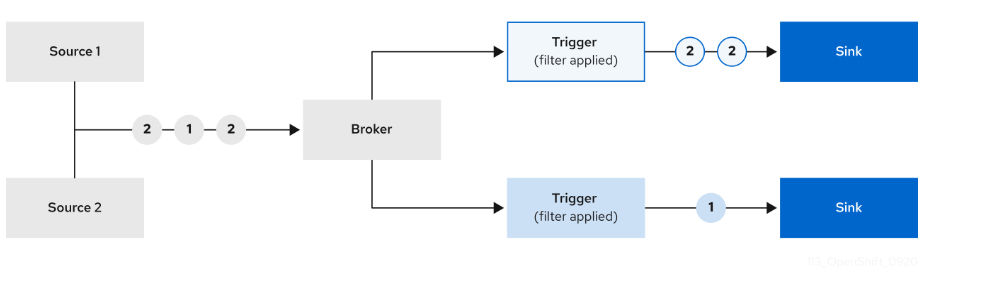 Source 1
Trigger
(filter applied)
2
2
Sink
2
1
2
Broker
Source 2
Trigger
(filter applied)
1
Sink
113_OpenShift_0920